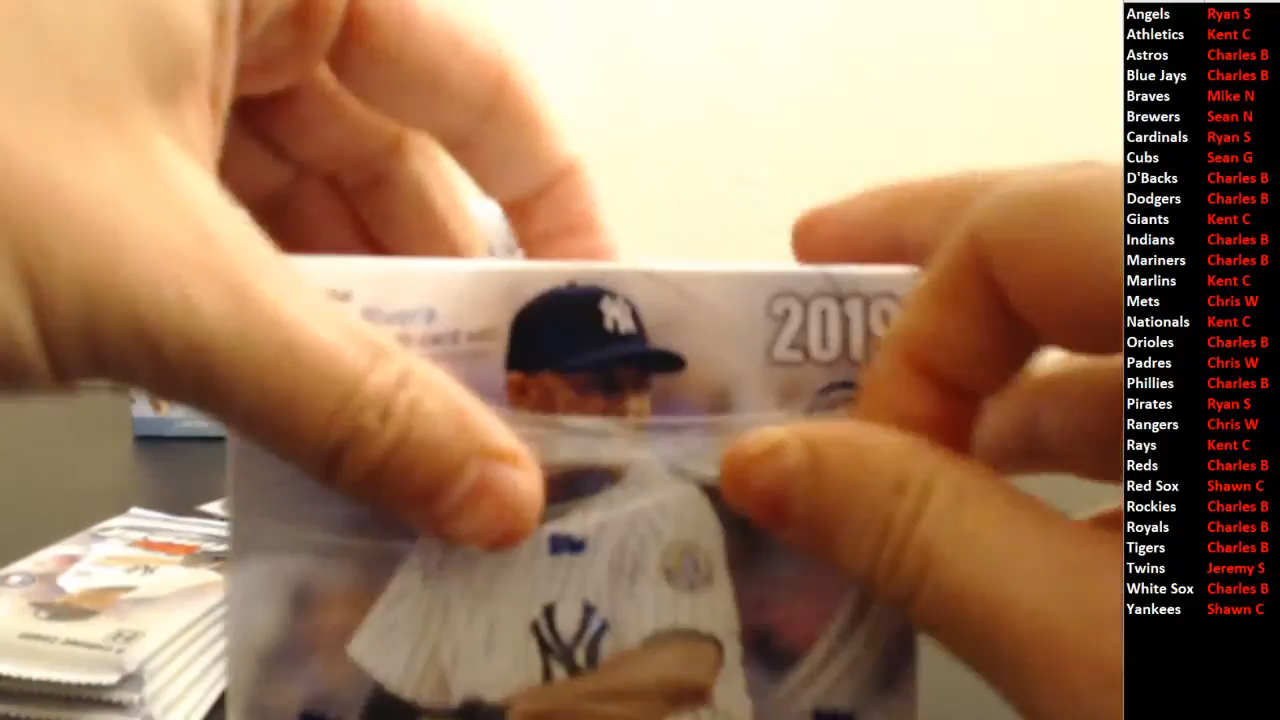 2019
NY
NY
Angels Ryan S
Athletics Kent C
Astros Charles B
Blue Jays Charles B
Braves Mike N
Brewers Sean N
Cardinals Ryan S
Cubs Sean G
D'Backs Charles B
Dodgers Charles B
Giants Kent C
Indians Charles B
Mariners Charles B
Marlins Kent C
Mets Chris W
Nationals Kent C
Orioles Charles B
Padres Chris W
Phillies Charles B
Pirates Ryan S
Rangers Chris W
Rays Kent C
Reds Charles B
Red Sox Shawn C
Rockies Charles B
Royals Charles B
Tigers Charles B
Twins Jeremy S
White Sox Charles B
Yankees Shawn C